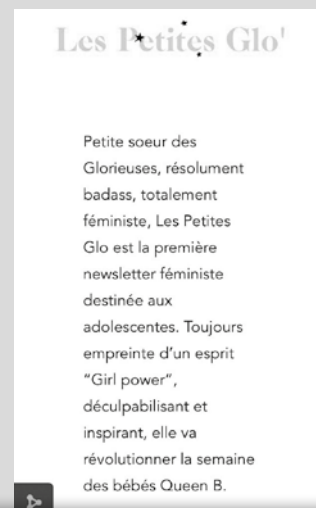 Les Petites Glo'
Petite soeur des
Glorieuses, résolument
badass, totalement
féministe, Les Petites
Glo est la première
newsletter féministe
destinée aux
adolescentes. Toujours
empreinte d'un esprit
“Girl power”,
déculpabilisant et
inspirant, elle va
révolutionner la semaine
des bébés Queen B.